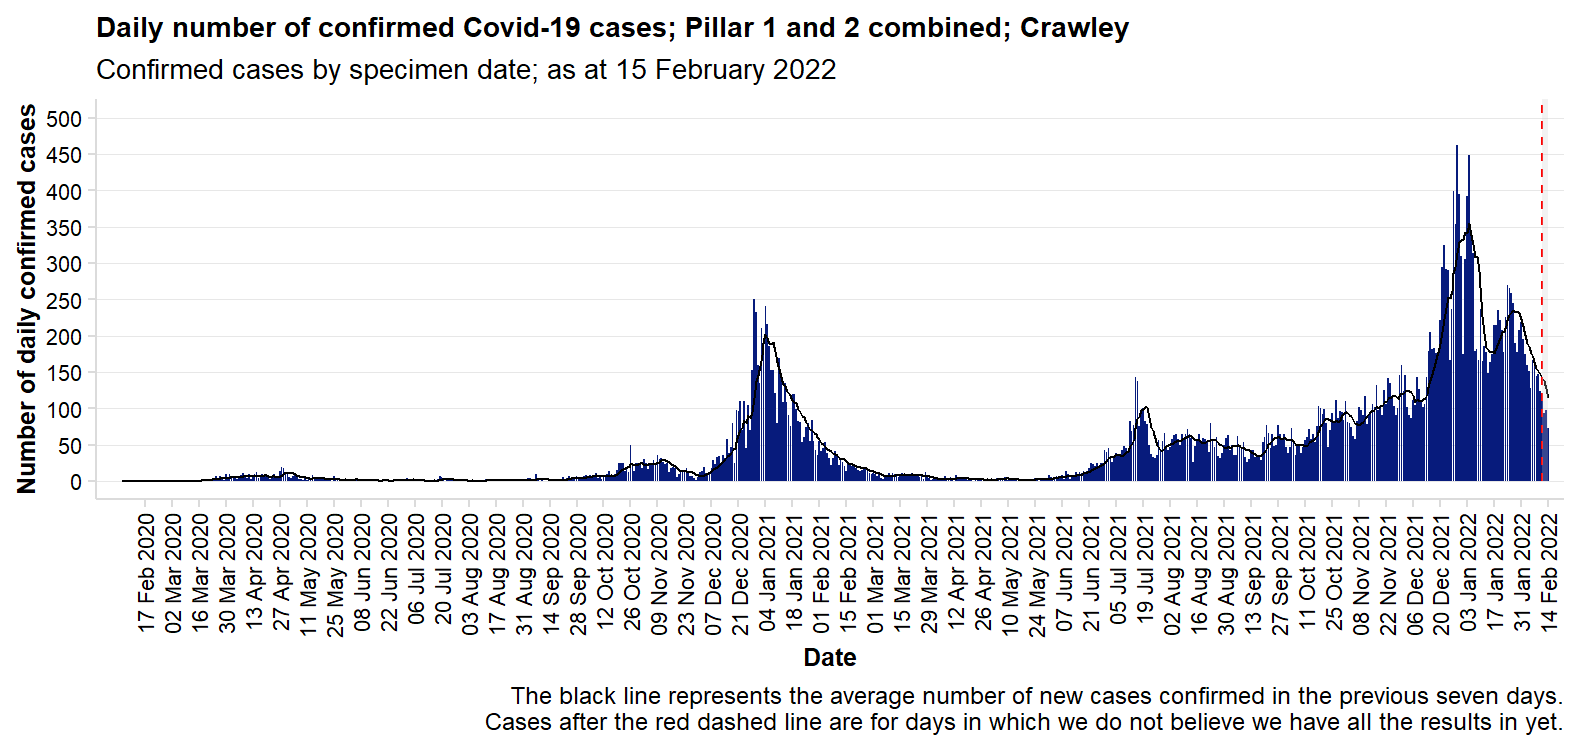 Daily number of confirmed Covid-19 cases; Pillar 1 and 2 combined; Crawley
Confirmed cases by specimen date; as at 15 February 2022
Number of daily confirmed cases
500
450
400
350
300
250
200
150
100
50
0
17 Feb 2020
02 Mar 2020
16 Mar 2020
30 Mar 2020
13 Apr 2020
27 Apr 2020
11 May 2020
25 May 2020
08 Jun 2020
22 Jun 2020
06 Jul 2020
20 Jul 2020
03 Aug 2020
17 Aug 2020
31 Aug 2020
14 Sep 2020
28 Sep 2020
12 Oct 2020
26 Oct 2020
09 Nov 2020
23 Nov 2020
07 Dec 2020
21 Dec 2020
04 Jan 2021
18 Jan 2021
01 Feb 2021
15 Feb 2021
01 Mar 2021
15 Mar 2021
29 Mar 2021
12 Apr 2021
26 Apr 2021
10 May 2021
24 May 2021
07 Jun 2021
21 Jun 2021
05 Jul 2021
19 Jul 2021
02 Aug 2021
16 Aug 2021
30 Aug 2021
13 Sep 2021
27 Sep 2021
11 Oct 2021
25 Oct 2021
08 Nov 2021
22 Nov 2021
06 Dec 2021
20 Dec 2021
03 Jan 2022
17 Jan 2022
31 Jan 2022
14 Feb 2022
Date
The black line represents the average number of new cases confirmed in the previous seven days.
Cases after the red dashed line are for days in which we do not believe we have all the results in yet.